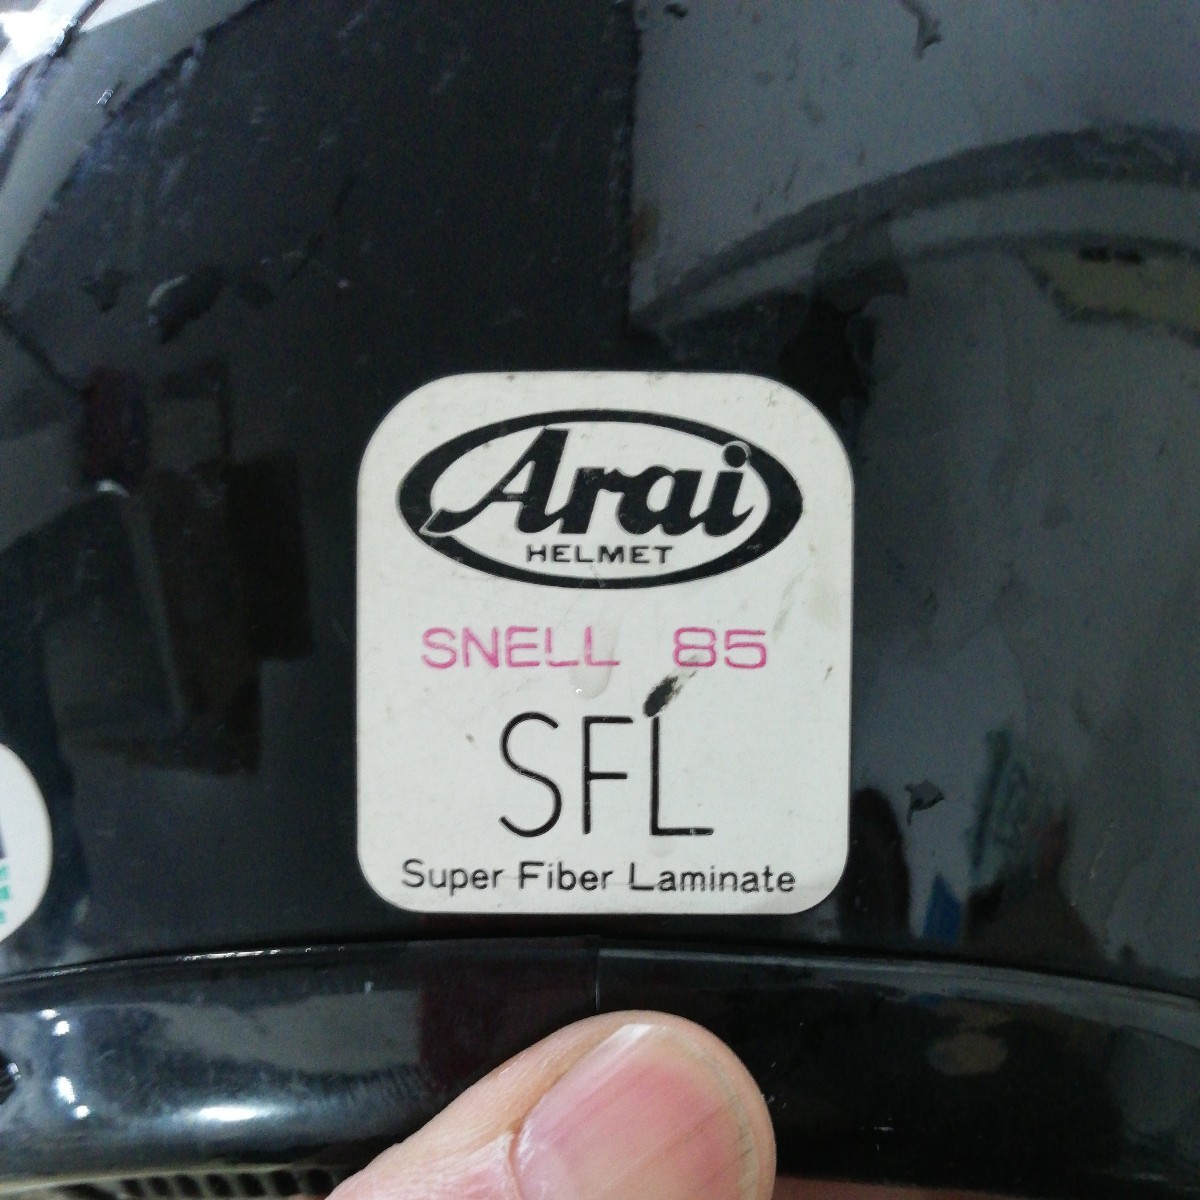 Arai
HELMET
SNELL 85
SFL
Super Fiber Laminate